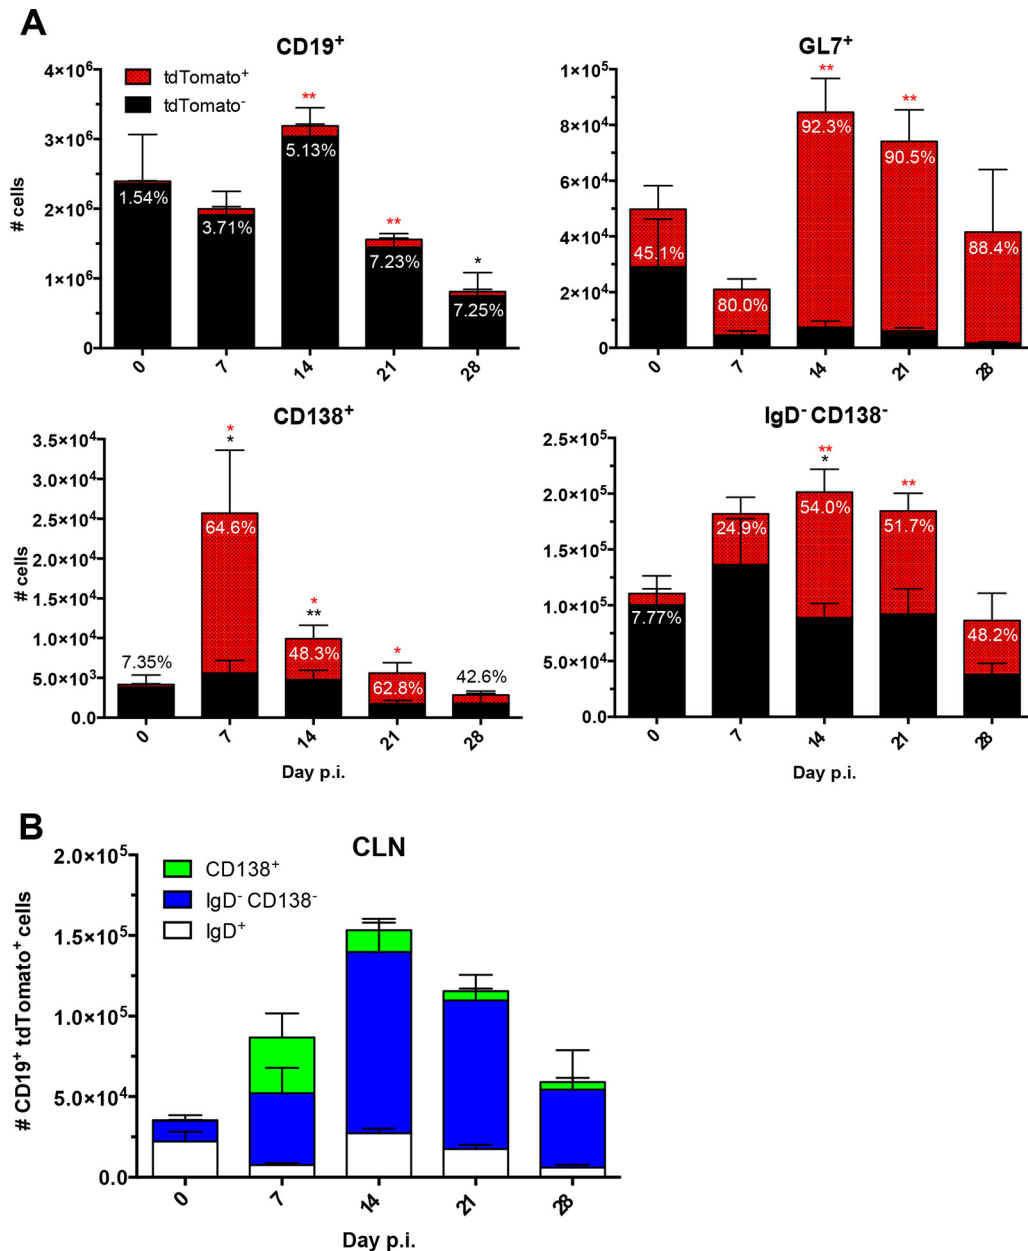 A
CD19⁺
tdTomato⁺
tdTomato⁻
# cells
4×10⁶
3×10⁶
2×10⁶
1×10⁶
0
1.54%
3.71%
**
5.13%
**
7.23%
*
7.25%
0 7 14 21 28
GL7⁺
1×10⁵
8×10⁴
6×10⁴
4×10⁴
2×10⁴
0
45.1%
80.0%
**
92.3%
**
90.5%
88.4%
0 7 14 21 28
CD138⁺
# cells
3.5×10⁴
3.0×10⁴
2.5×10⁴
2.0×10⁴
1.5×10⁴
1.0×10⁴
5.0×10³
0.0
7.35%
*
*
64.6%
*
**
48.3%
*
62.8%
42.6%
0 7 14 21 28
Day p.i.
IgD⁻ CD138⁻
2.5×10⁵
2.0×10⁵
1.5×10⁵
1.0×10⁵
5.0×10⁴
0.0
7.77%
24.9%
**
*
54.0%
**
51.7%
48.2%
0 7 14 21 28
Day p.i.
B
CLN
CD138⁺
IgD⁻ CD138⁻
IgD⁺
# CD19⁺ tdTomato⁺ cells
2.0×10⁵
1.5×10⁵
1.0×10⁵
5.0×10⁴
0.0
0 7 14 21 28
Day p.i.